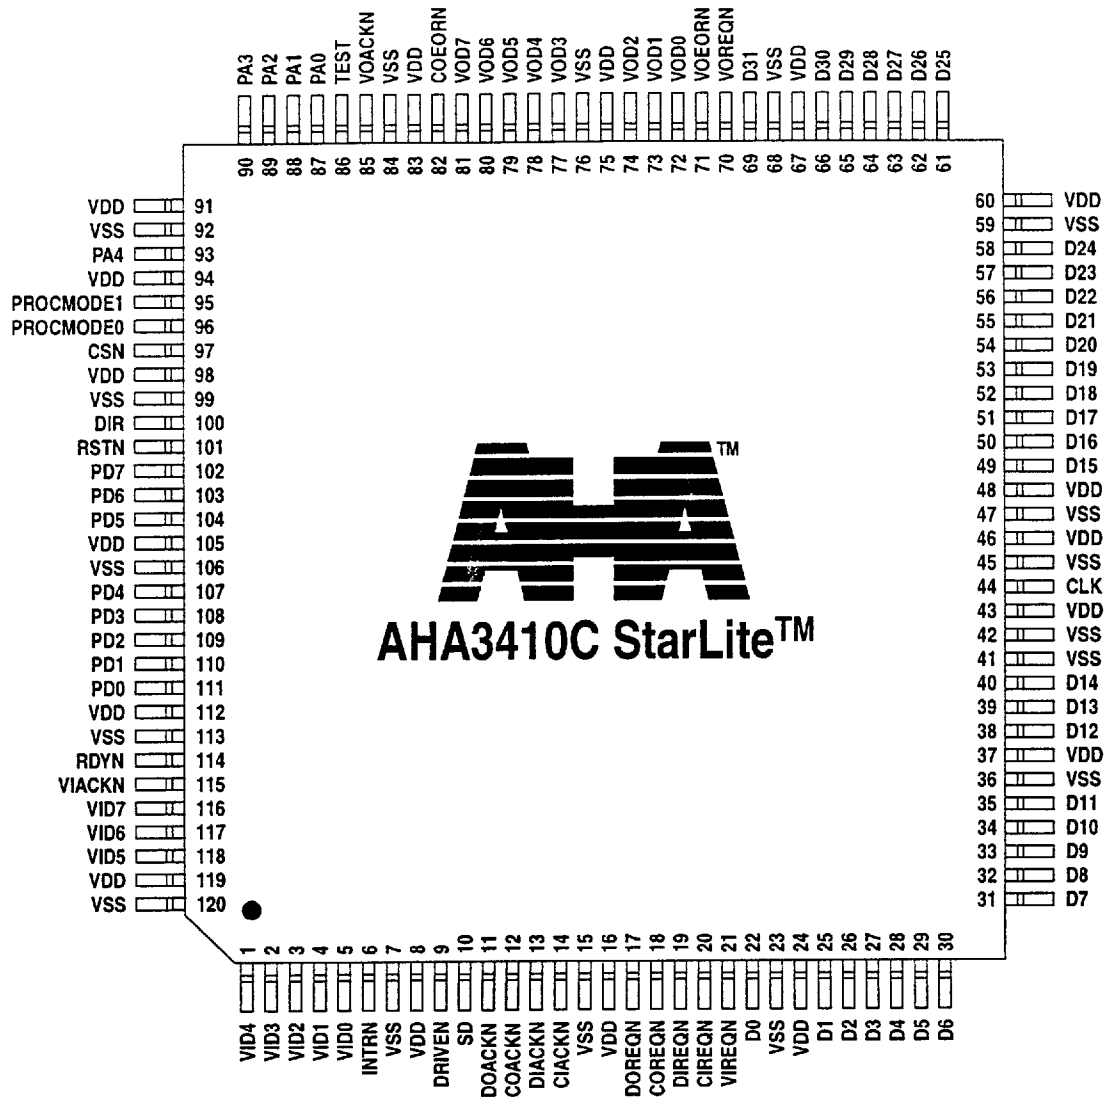 PA3 PA2 PA1 PA0 TEST VOACKN VSS VDD COEORN VOD7 VOD6 VOD5 VOD4 VOD3 VSS VDD VOD2 VOD1 VOD0 VOEORN VOREQN D31 VSS VDD D30 D29 D28 D27 D26 D25
90 89 88 87 86 85 84 83 82 81 80 79 78 77 76 75 74 73 72 71 70 69 68 67 66 65 64 63 62 61
VDD 91
VSS 92
PA4 93
VDD 94
PROCMODE1 95
PROCMODE0 96
CSN 97
VDD 98
VSS 99
DIR 100
RSTN 101
PD7 102
PD6 103
PD5 104
VDD 105
VSS 106
PD4 107
PD3 108
PD2 109
PD1 110
PD0 111
VDD 112
VSS 113
RDYN 114
VIACKN 115
VID7 116
VID6 117
VID5 118
VDD 119
VSS 120
AHA TM
AHA3410C StarLite™
60 VDD
59 VSS
58 D24
57 D23
56 D22
55 D21
54 D20
53 D19
52 D18
51 D17
50 D16
49 D15
48 VDD
47 VSS
46 VDD
45 VSS
44 CLK
43 VDD
42 VSS
41 VSS
40 D14
39 D13
38 D12
37 VDD
36 VSS
35 D11
34 D10
33 D9
32 D8
31 D7
1 2 3 4 5 6 7 8 9 10 11 12 13 14 15 16 17 18 19 20 21 22 23 24 25 26 27 28 29 30
VID4 VID3 VID2 VID1 VID0 INTRN VSS VDD DRIVEN SD DOACKN COACKN DIACKN CIACKN VSS VDD DOREQN COREQN DIREQN CIREQN VIREQN D0 VSS VDD D1 D2 D3 D4 D5 D6